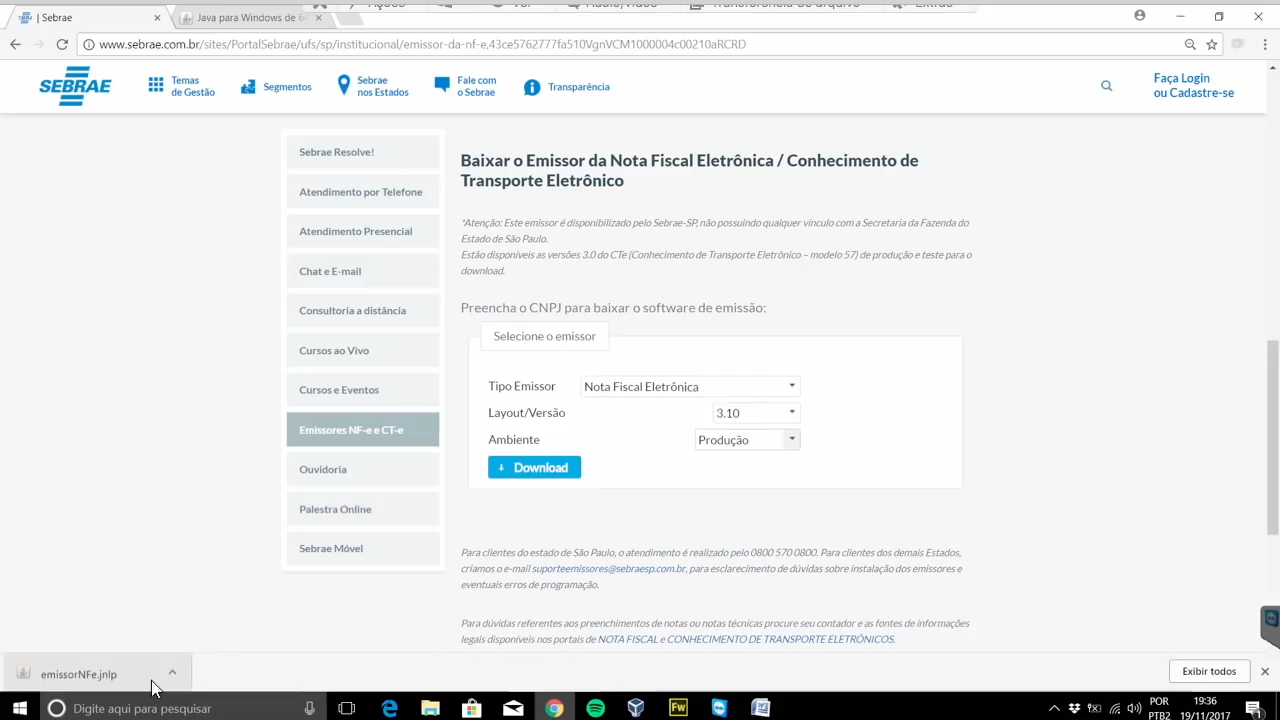 | Sebrae
Java para Windows de 6
www.sebrae.com.br/sites/PortalSebrae/ufs/sp/institucional/emissor-da-nf-e,43ce5762777fa510VgnVCM1000004c00210aRCRD
SEBRAE
Temas
de Gestão
Segmentos
Sebrae
nos Estados
Fale com
o Sebrae
Transparência
Faça Login
ou Cadastre-se
Sebrae Resolve!
Atendimento por Telefone
Atendimento Presencial
Chat e E-mail
Consultoria a distância
Cursos ao Vivo
Cursos e Eventos
Emissores NF-e e CT-e
Ouvidoria
Palestra Online
Sebrae Móvel
Baixar o Emissor da Nota Fiscal Eletrônica / Conhecimento de
Transporte Eletrônico
*Atenção: Este emissor é disponibilizado pelo Sebrae-SP, não possuindo qualquer vínculo com a Secretaria da Fazenda do
Estado de São Paulo.
Estão disponíveis as versões 3.0 do CTe (Conhecimento de Transporte Eletrônico – modelo 57) de produção e teste para o
download.
Preencha o CNPJ para baixar o software de emissão:
Selecione o emissor
Tipo Emissor
Nota Fiscal Eletrônica
Layout/Versão
3.10
Ambiente
Produção
Download
Para clientes do estado de São Paulo, o atendimento é realizado pelo 0800 570 0800. Para clientes dos demais Estados,
criamos o e-mail suporteemissores@sebraesp.com.br, para esclarecimento de dúvidas sobre instalação dos emissores e
eventuais erros de programação.
Para dúvidas referentes aos preenchimentos de notas ou notas técnicas procure seu contador e as fontes de informações
legais disponíveis nos portais de NOTA FISCAL e CONHECIMENTO DE TRANSPORTE ELETRÔNICOS.
emissorNFe.jnlp
Exibir todos
Digite aqui para pesquisar
Fw
POR
PTB2
19:36
19/11/2017
1